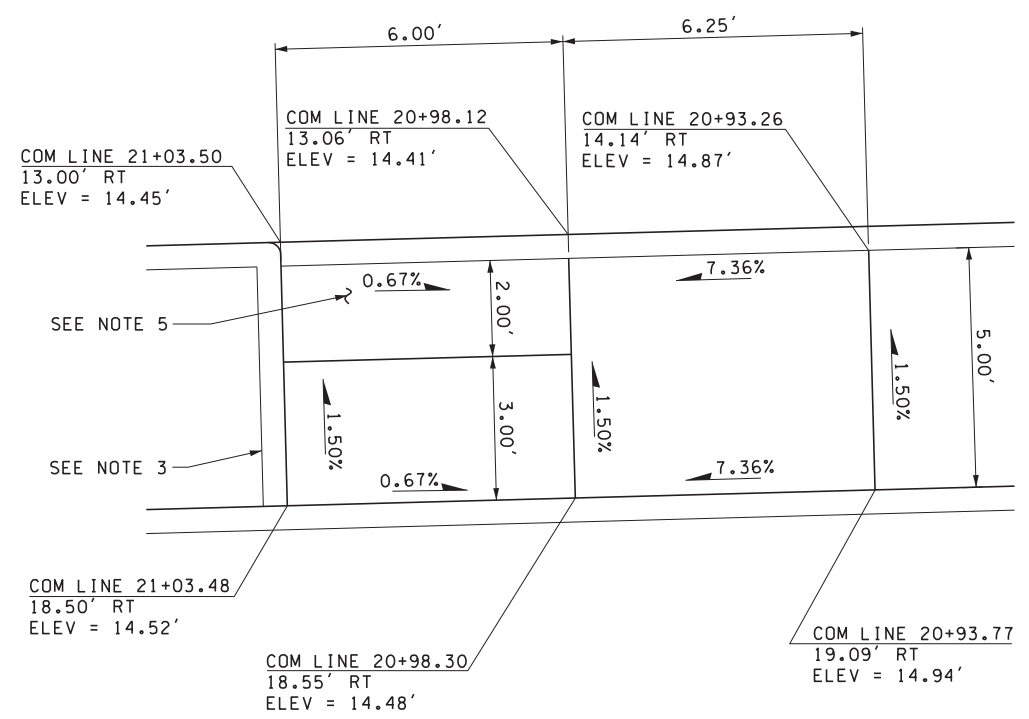 6.00′
6.25′
COM LINE 20+98.12
13.06′ RT
ELEV = 14.41′
COM LINE 20+93.26
14.14′ RT
ELEV = 14.87′
COM LINE 21+03.50
13.00′ RT
ELEV = 14.45′
0.67%
7.36%
2.00′
SEE NOTE 5
5.00′
1.50%
1.50%
1.50%
3.00′
SEE NOTE 3
0.67%
7.36%
COM LINE 21+03.48
18.50′ RT
ELEV = 14.52′
COM LINE 20+98.30
18.55′ RT
ELEV = 14.48′
COM LINE 20+93.77
19.09′ RT
ELEV = 14.94′